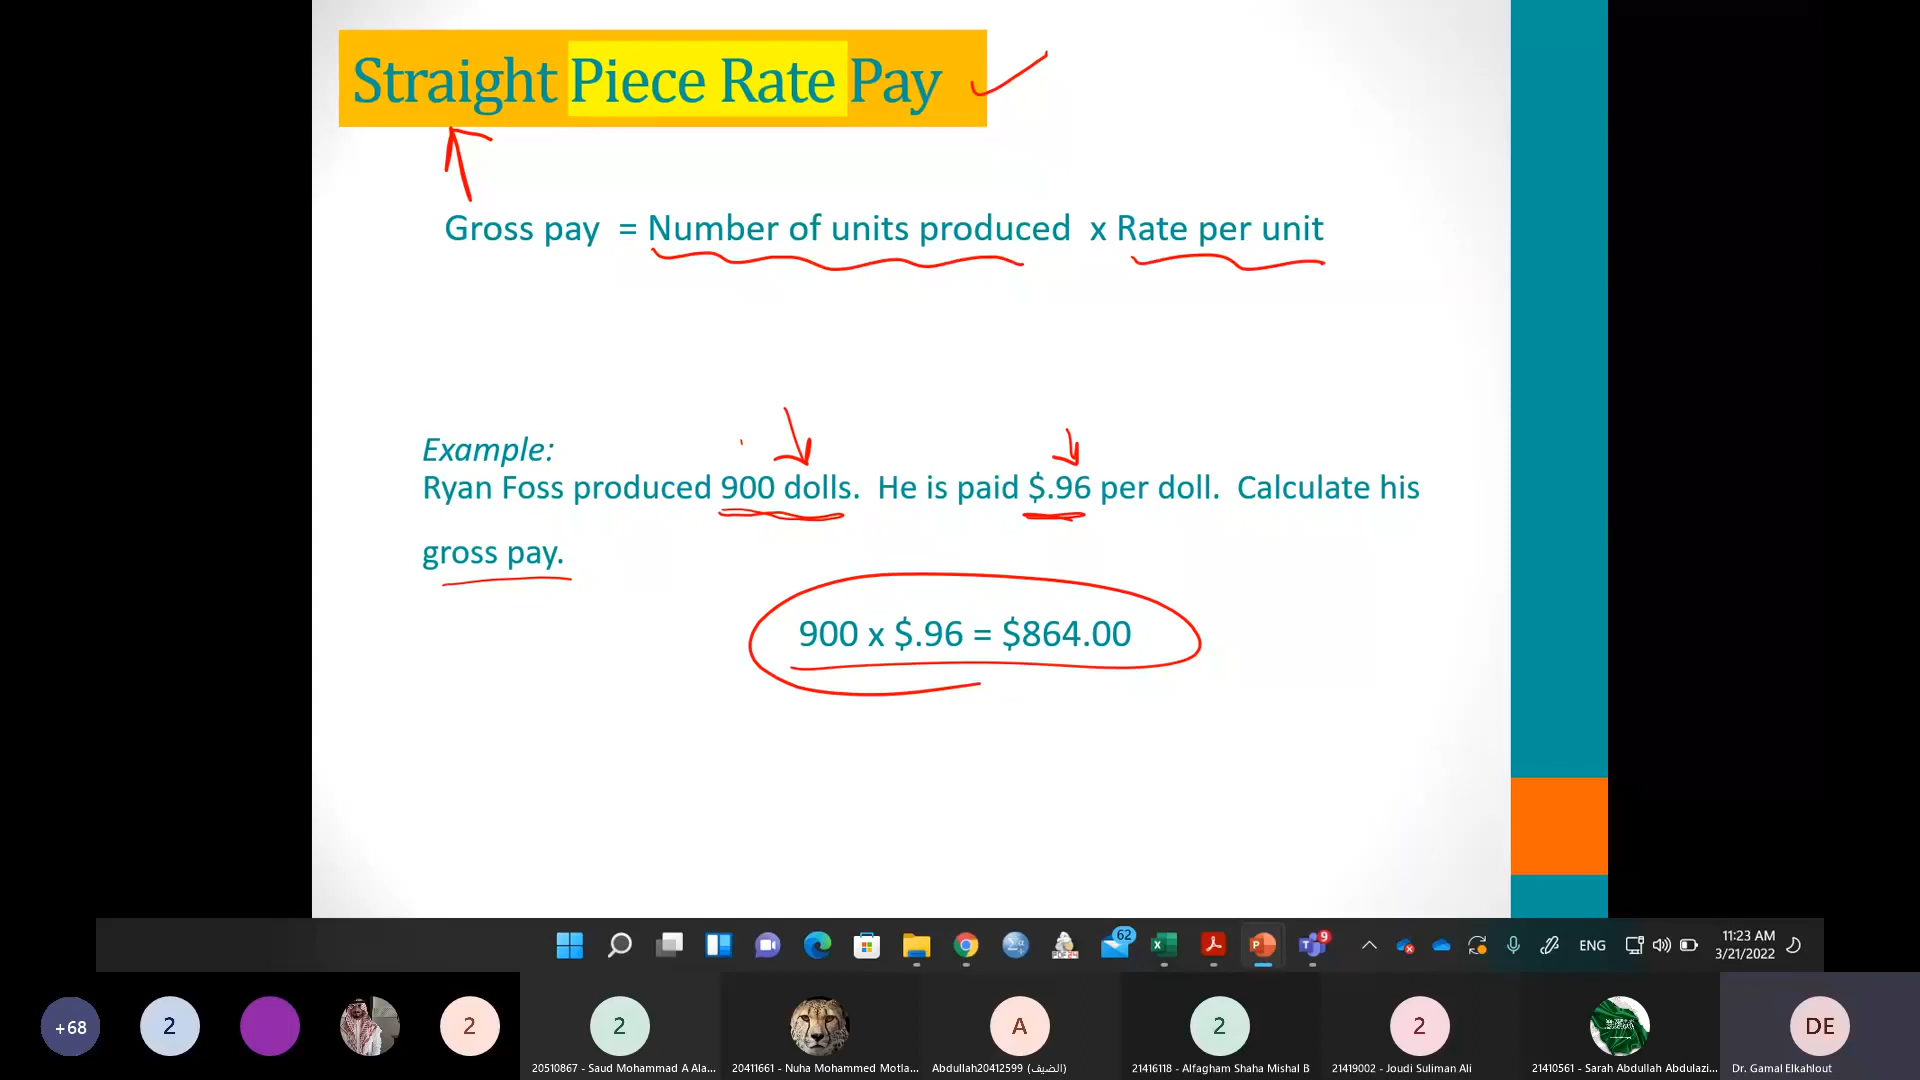 Straight Piece Rate Pay
Gross pay = Number of units produced x Rate per unit
Example:
Ryan Foss produced 900 dolls. He is paid $.96 per doll. Calculate his
gross pay.
900 x $.96 = $864.00
62
9
ENG
11:23 AM
3/21/2022
+68
2
2
2
A
2
2
DE
20510867 - Saud Mohammad A Ala...
20411661 - Nuha Mohammed Motla...
Abdullah20412599 (الضيف)
21416118 - Alfagham Shaha Mishal B
21419002 - Joudi Suliman Ali
21410561 - Sarah Abdullah Abdulazi...
Dr. Gamal Elkahlout